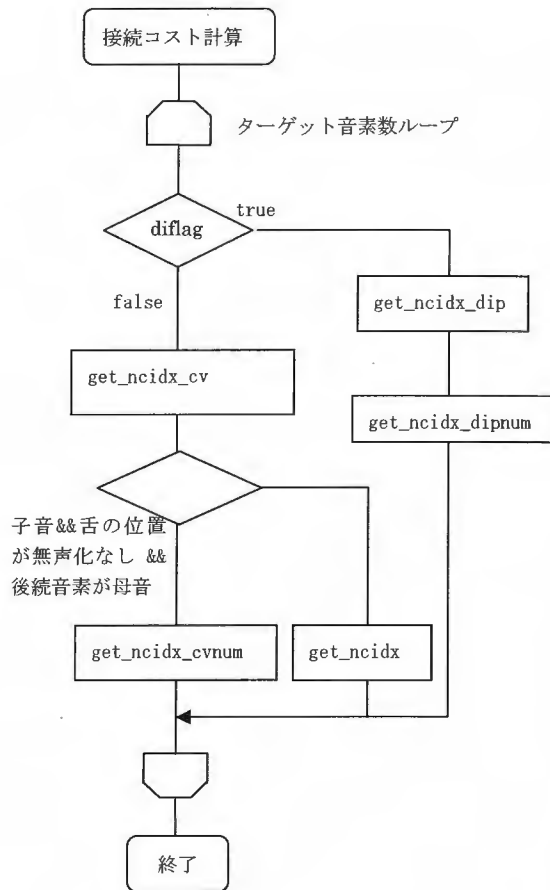 接続コスト計算
ターゲット音素数ループ
diflag
true
false
get_ncidx_dip
get_ncidx_cv
get_ncidx_dipnum
子音&&舌の位置
が無声化なし &&
後続音素が母音
get_ncidx_cvnum
get_ncidx
終了